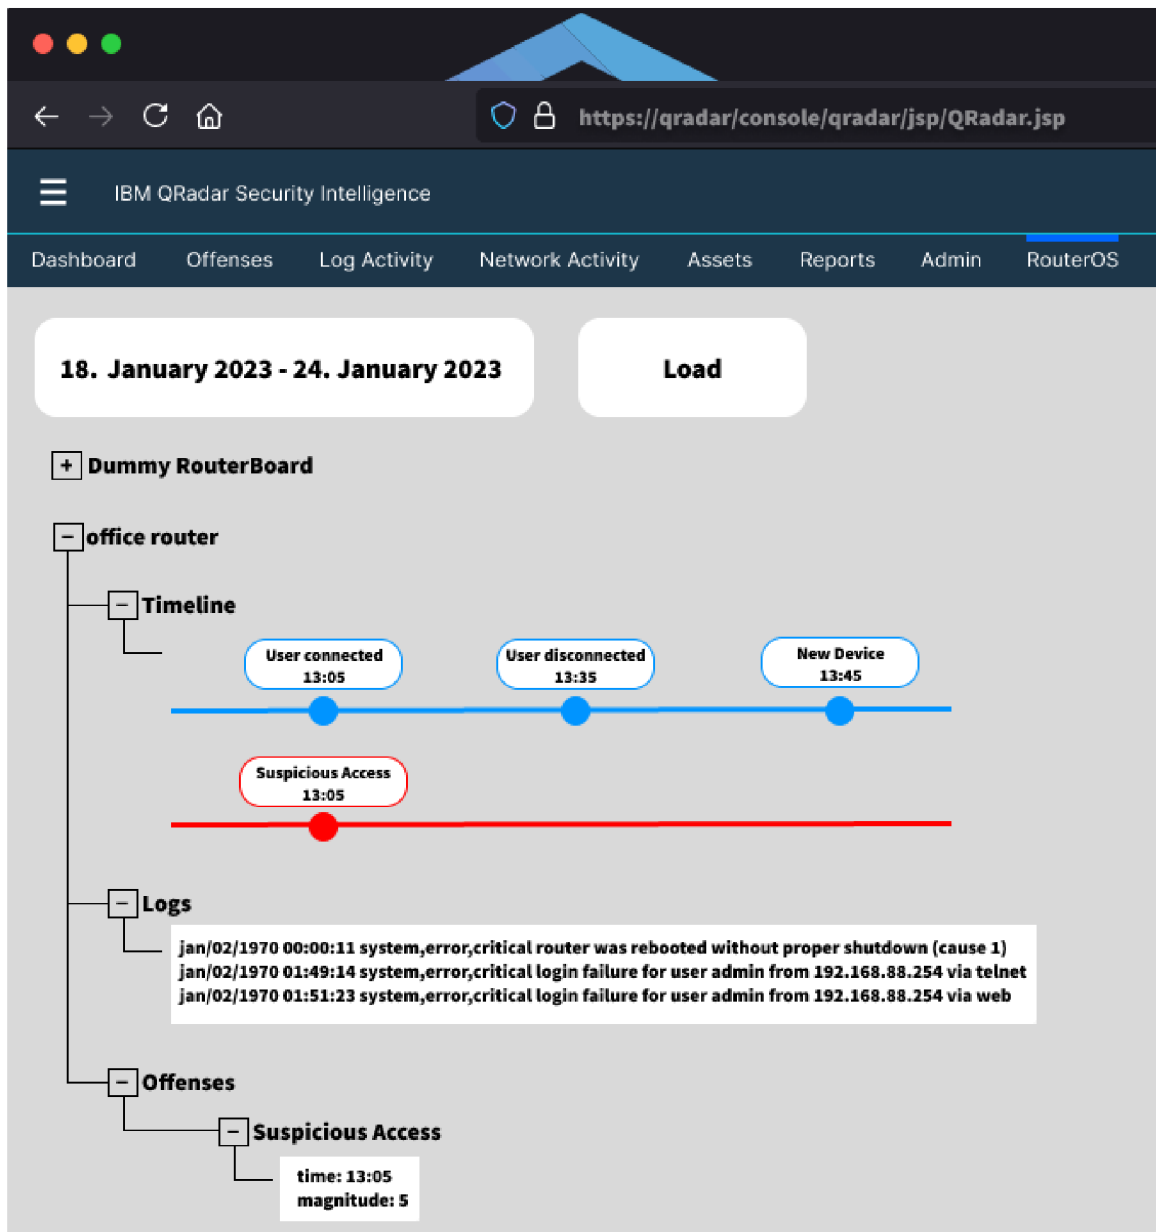 https://qradar/console/qradar/jsp/QRadar.jsp
IBM QRadar Security Intelligence
Dashboard Offenses Log Activity Network Activity Assets Reports Admin RouterOS
18. January 2023 - 24. January 2023 Load
+ Dummy RouterBoard
− office router
− Timeline
User connected
13:05
User disconnected
13:35
New Device
13:45
Suspicious Access
13:05
− Logs
jan/02/1970 00:00:11 system,error,critical router was rebooted without proper shutdown (cause 1)
jan/02/1970 01:49:14 system,error,critical login failure for user admin from 192.168.88.254 via telnet
jan/02/1970 01:51:23 system,error,critical login failure for user admin from 192.168.88.254 via web
− Offenses
− Suspicious Access
time: 13:05
magnitude: 5